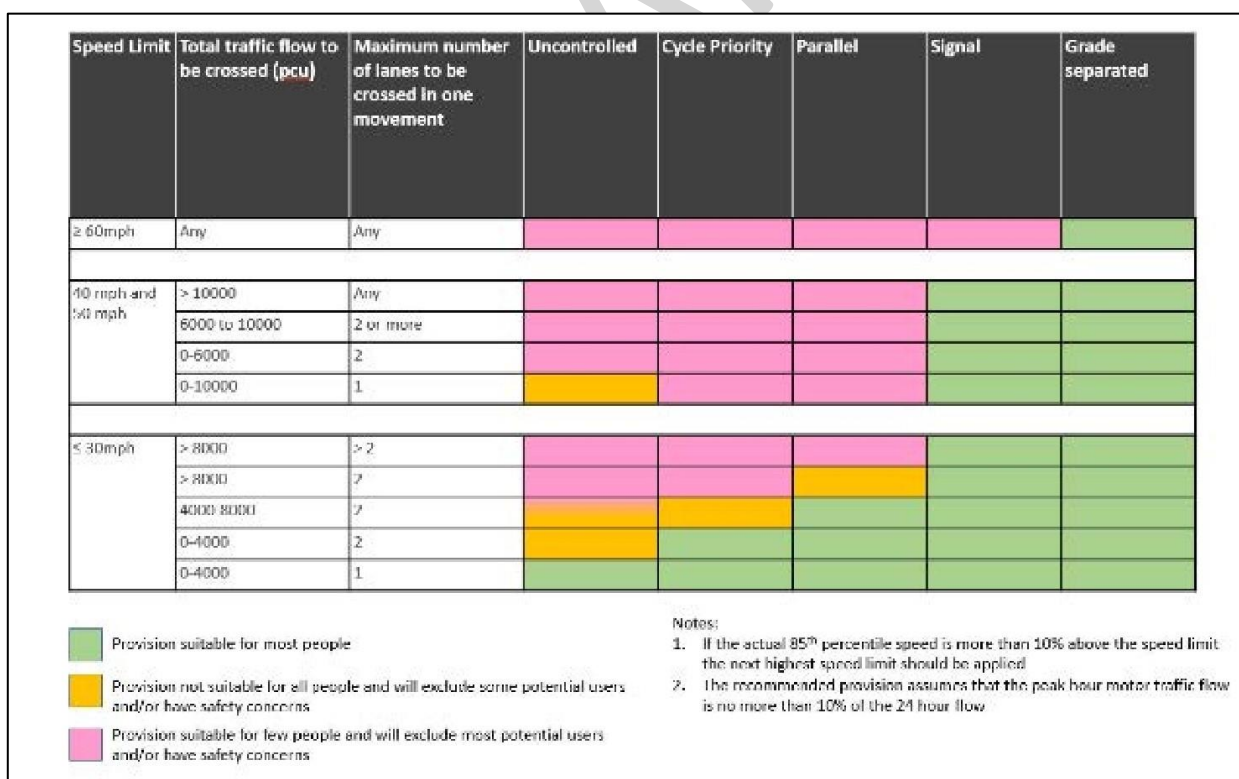 Speed Limit Total traffic flow to be crossed (pcu) Maximum number of lanes to be crossed in one movement Uncontrolled Cycle Priority Parallel Signal Grade separated
≥ 60mph Any Any
40 mph and 50 mph > 10000 Any
6000 to 10000 2 or more
0-6000 2
0-10000 1
≤ 30mph > 8000 > 2
> 8000 2
4000-8000 2
0-4000 2
0-4000 1
Provision suitable for most people
Provision not suitable for all people and will exclude some potential users
and/or have safety concerns
Provision suitable for few people and will exclude most potential users
and/or have safety concerns
Notes:
1. If the actual 85th percentile speed is more than 10% above the speed limit
the next highest speed limit should be applied
2. The recommended provision assumes that the peak hour motor traffic flow
is no more than 10% of the 24 hour flow